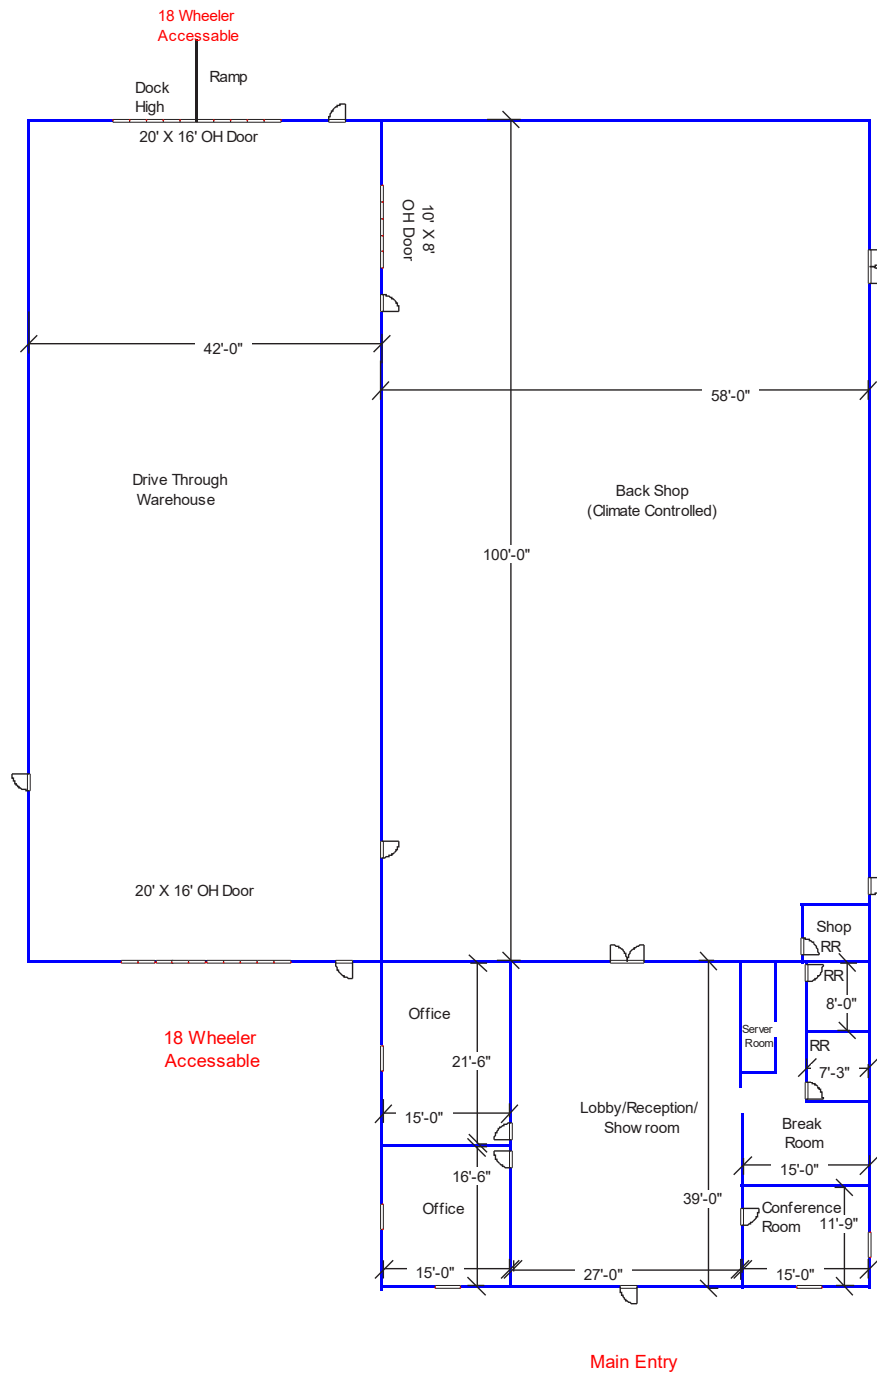 18 Wheeler
Accessable
Ramp
Dock
High
20' X 16' OH Door
10' X 8'
OH Door
42'-0"
58'-0"
Drive Through
Warehouse
Back Shop
(Climate Controlled)
100'-0"
20' X 16' OH Door
Shop
RR
RR
8'-0"
Office
18 Wheeler
Accessable
Server
Room
RR
21'-6"
7'-3"
15'-0"
Lobby/Reception/
Show room
Break
Room
15'-0"
16'-6"
39'-0"
Office
Conference
Room
11'-9"
15'-0"
27'-0"
15'-0"
Main Entry